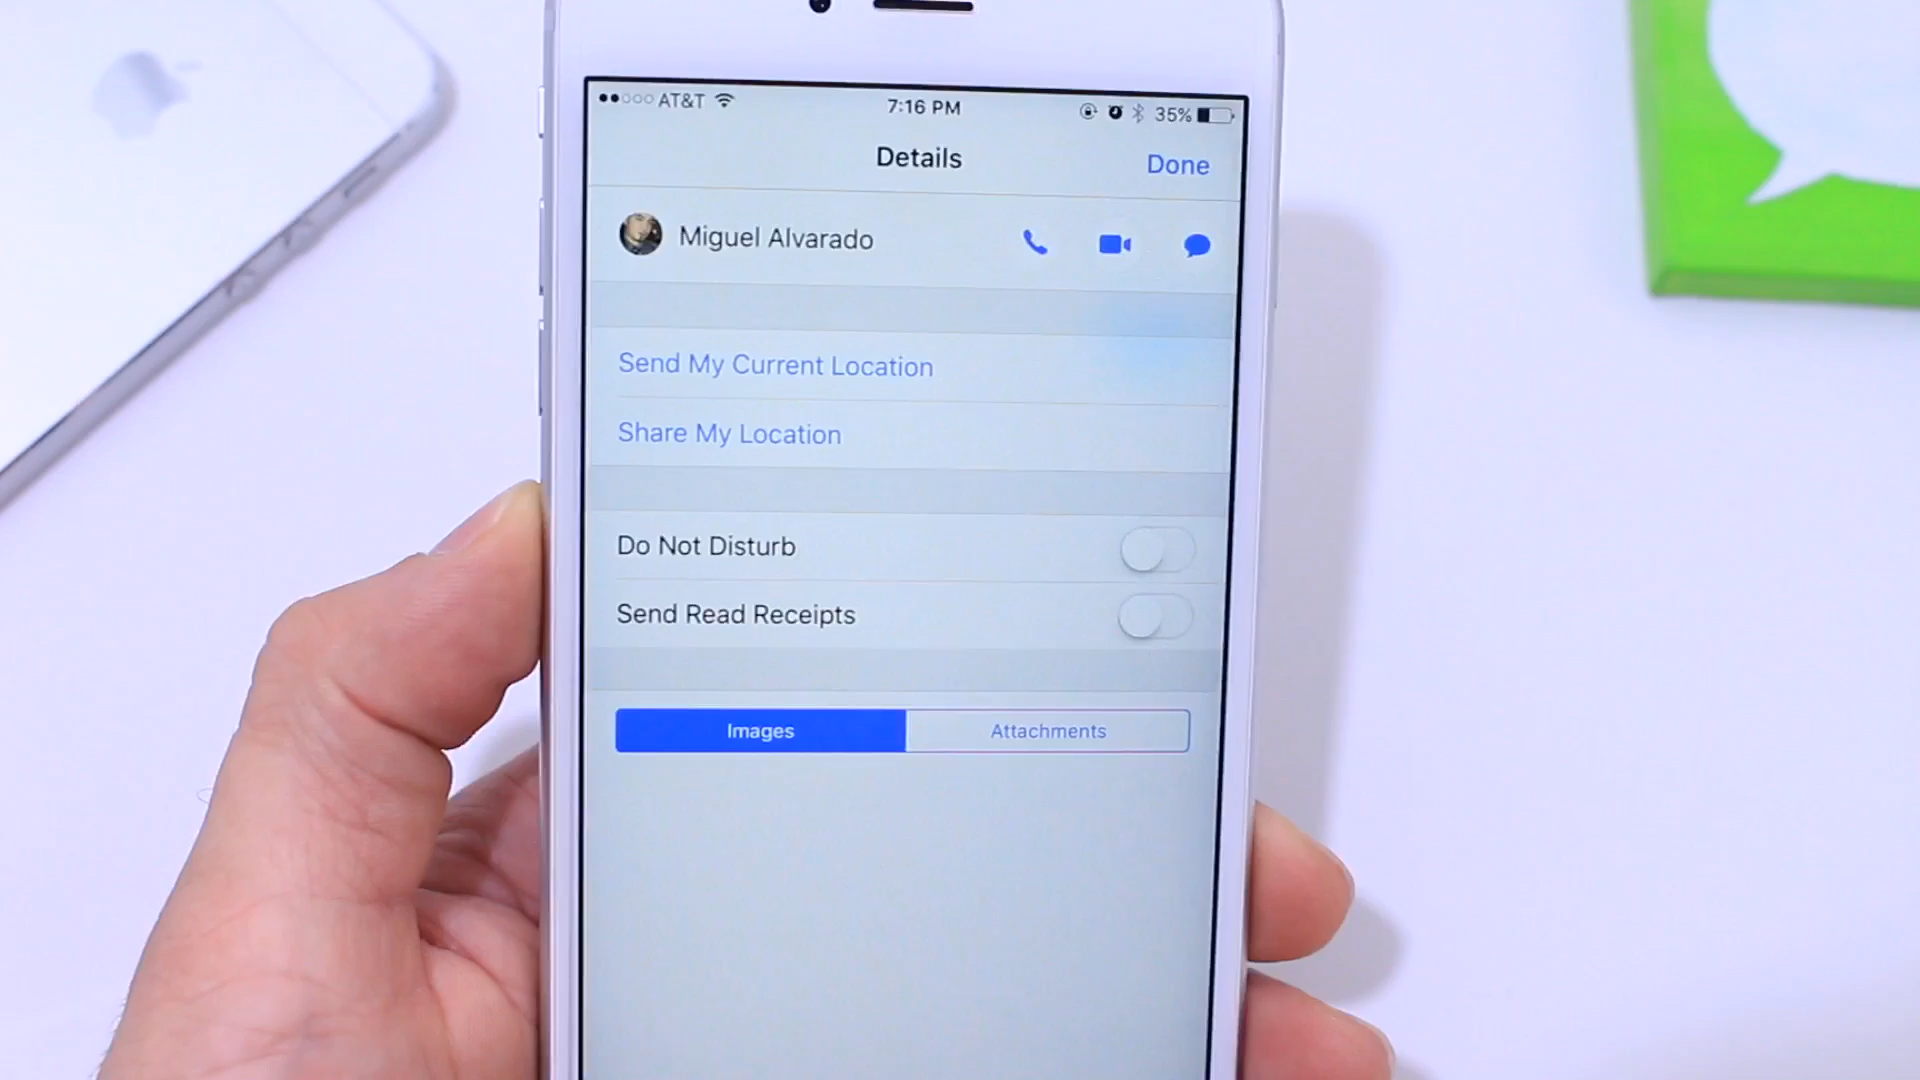 AT&T 7:16 PM 35%
Details Done
Miguel Alvarado
Send My Current Location
Share My Location
Do Not Disturb
Send Read Receipts
Images Attachments